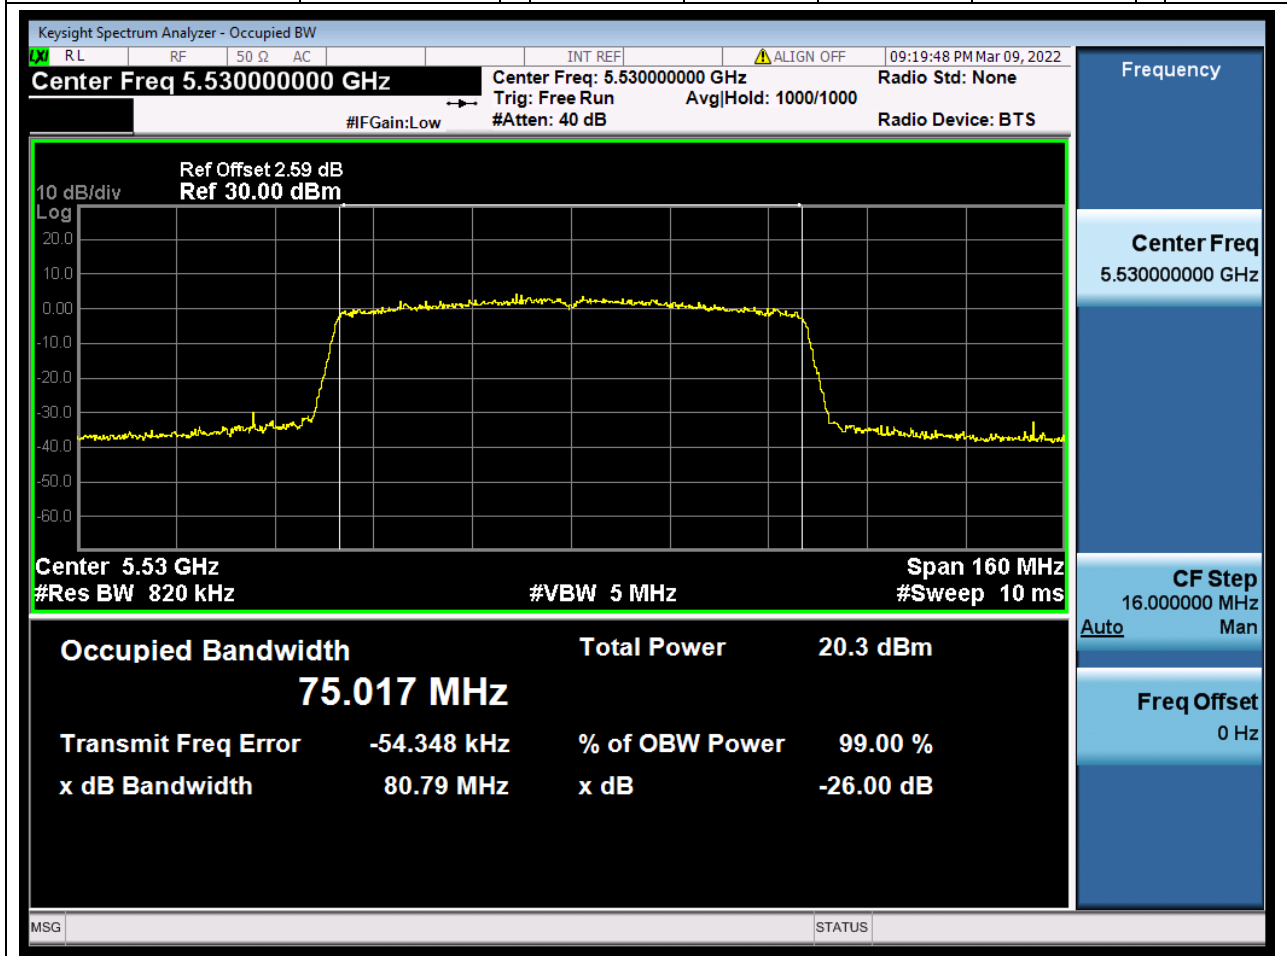 Keysight Spectrum Analyzer - Occupied BW
LXI RL RF 50 Ω AC INT REF ALIGN OFF 09:19:48 PM Mar 09, 2022
Center Freq 5.530000000 GHz
#IFGain:Low
Center Freq: 5.530000000 GHz
Trig: Free Run Avg|Hold: 1000/1000
#Atten: 40 dB
Radio Std: None
Radio Device: BTS
Ref Offset 2.59 dB
10 dB/div Ref 30.00 dBm
Log
20.0
10.0
0.00
-10.0
-20.0
-30.0
-40.0
-50.0
-60.0
Center 5.53 GHz Span 160 MHz
#Res BW 820 kHz #VBW 5 MHz #Sweep 10 ms
Occupied Bandwidth Total Power 20.3 dBm
75.017 MHz
Transmit Freq Error -54.348 kHz % of OBW Power 99.00 %
x dB Bandwidth 80.79 MHz x dB -26.00 dB
MSG STATUS
Frequency
Center Freq
5.530000000 GHz
CF Step
16.000000 MHz
Auto Man
Freq Offset
0 Hz